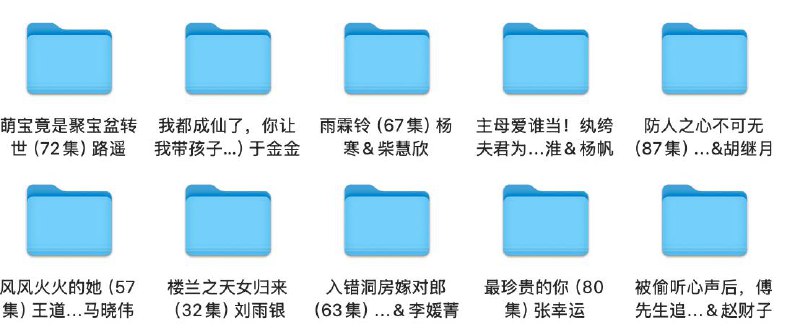 萌宝竟是聚宝盆转
世（72集）路遥
我都成仙了，你让
我带孩子...）于金金
雨霖铃（67集）杨
寒＆柴慧欣
主母爱谁当！纨绔
夫君为...淮＆杨帆
防人之心不可无
（87集）...&胡继月
风风火火的她（57
集）王道...马晓伟
楼兰之天女归来
（32集）刘雨银
入错洞房嫁对郎
（63集）...＆李媛菁
最珍贵的你（80
集）张幸运
被偷听心声后，傅
先生追...＆赵财子